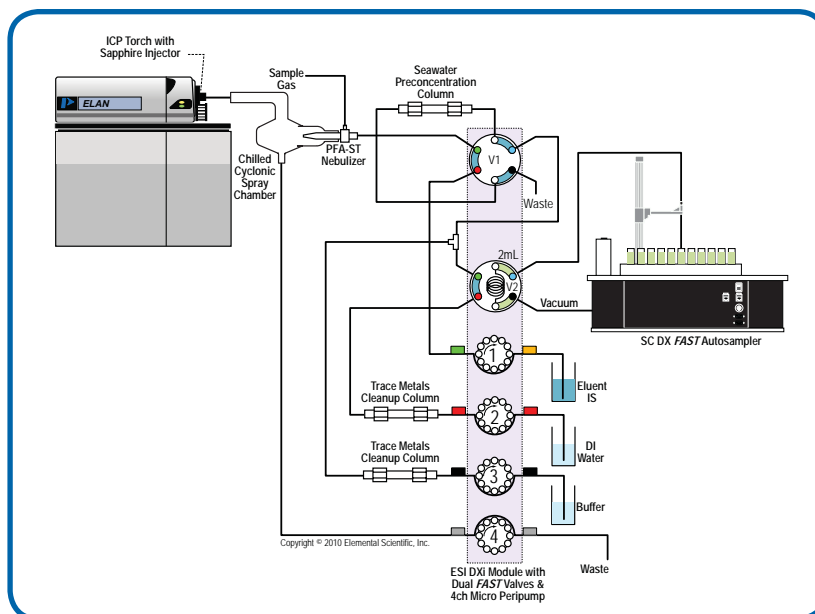 ICP Torch with
Sapphire Injector
ELAN
Sample
Gas
Seawater
Preconcentration
Column
PFA-ST
Nebulizer
Chilled
Cyclonic
Spray
Chamber
V1
Waste
2mL
V2
Vacuum
SC DX FAST Autosampler
1
Eluent
IS
Trace Metals
Cleanup Column
2
DI
Water
Trace Metals
Cleanup Column
3
Buffer
4
Copyright © 2010 Elemental Scientific, Inc.
Waste
ESI DXi Module with
Dual FAST Valves &
4ch Micro Peripump